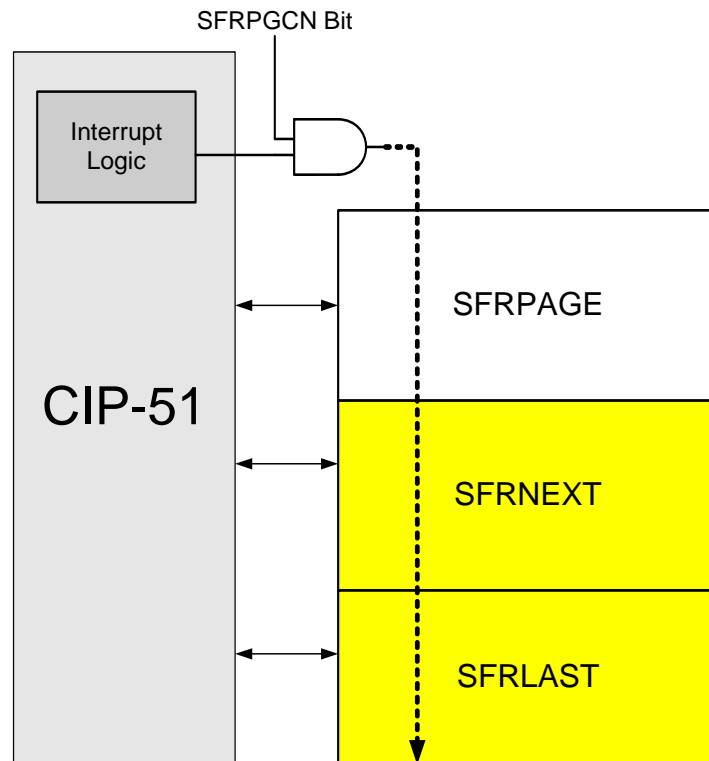 SFRPGCN Bit
Interrupt
Logic
SFRPAGE
CIP-51
SFRNEXT
SFRLAST